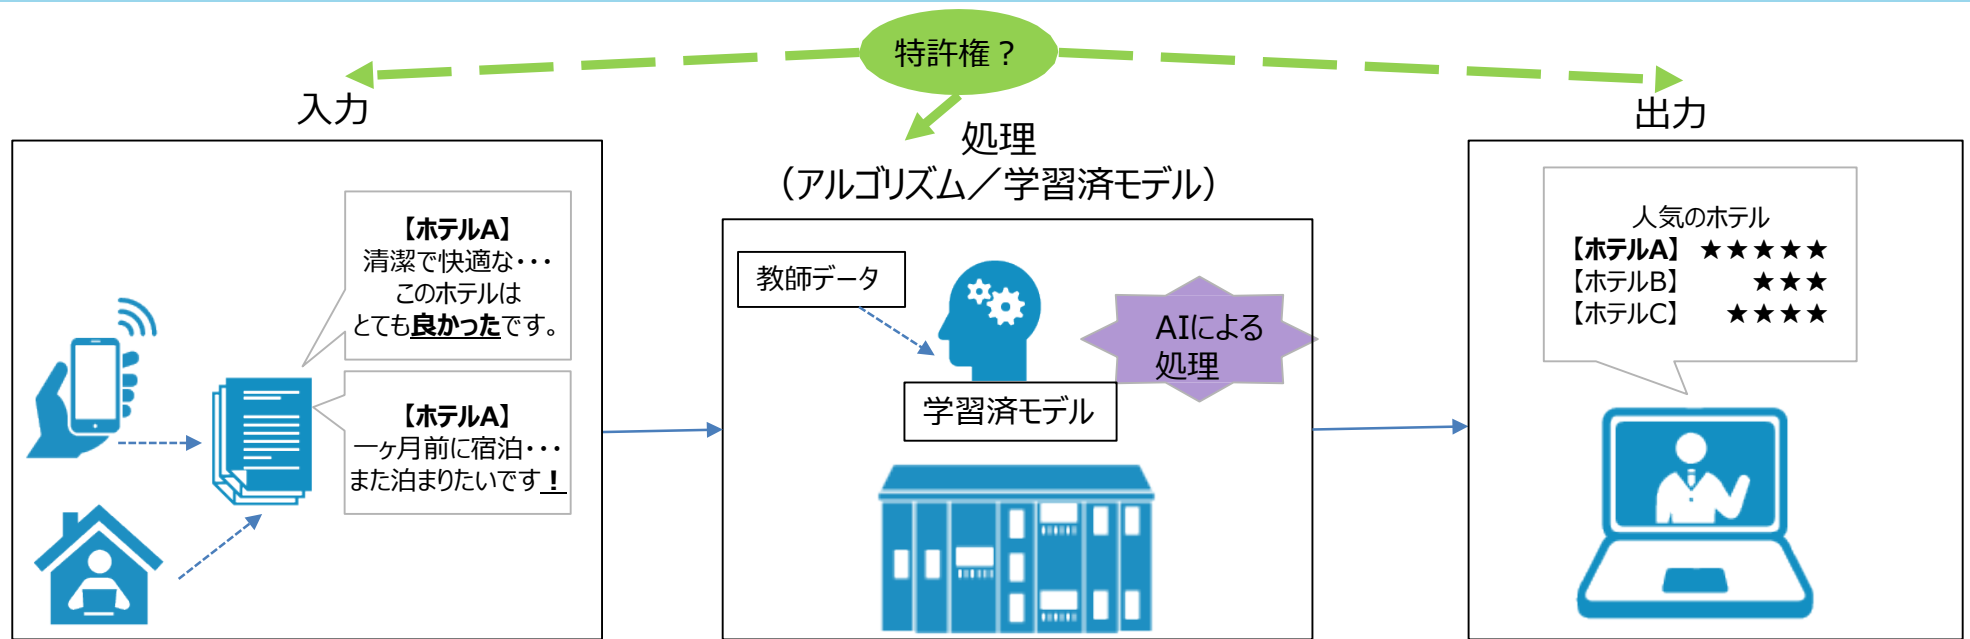 特許権？
入力
【ホテルA】
清潔で快適な・・・
このホテルは
とても良かったです。
【ホテルA】
一ヶ月前に宿泊・・・
また泊まりたいです！
処理
（アルゴリズム／学習済モデル）
教師データ
AIによる
処理
学習済モデル
出力
人気のホテル
【ホテルA】 ★★★★★
【ホテルB】 ★★★
【ホテルC】 ★★★★